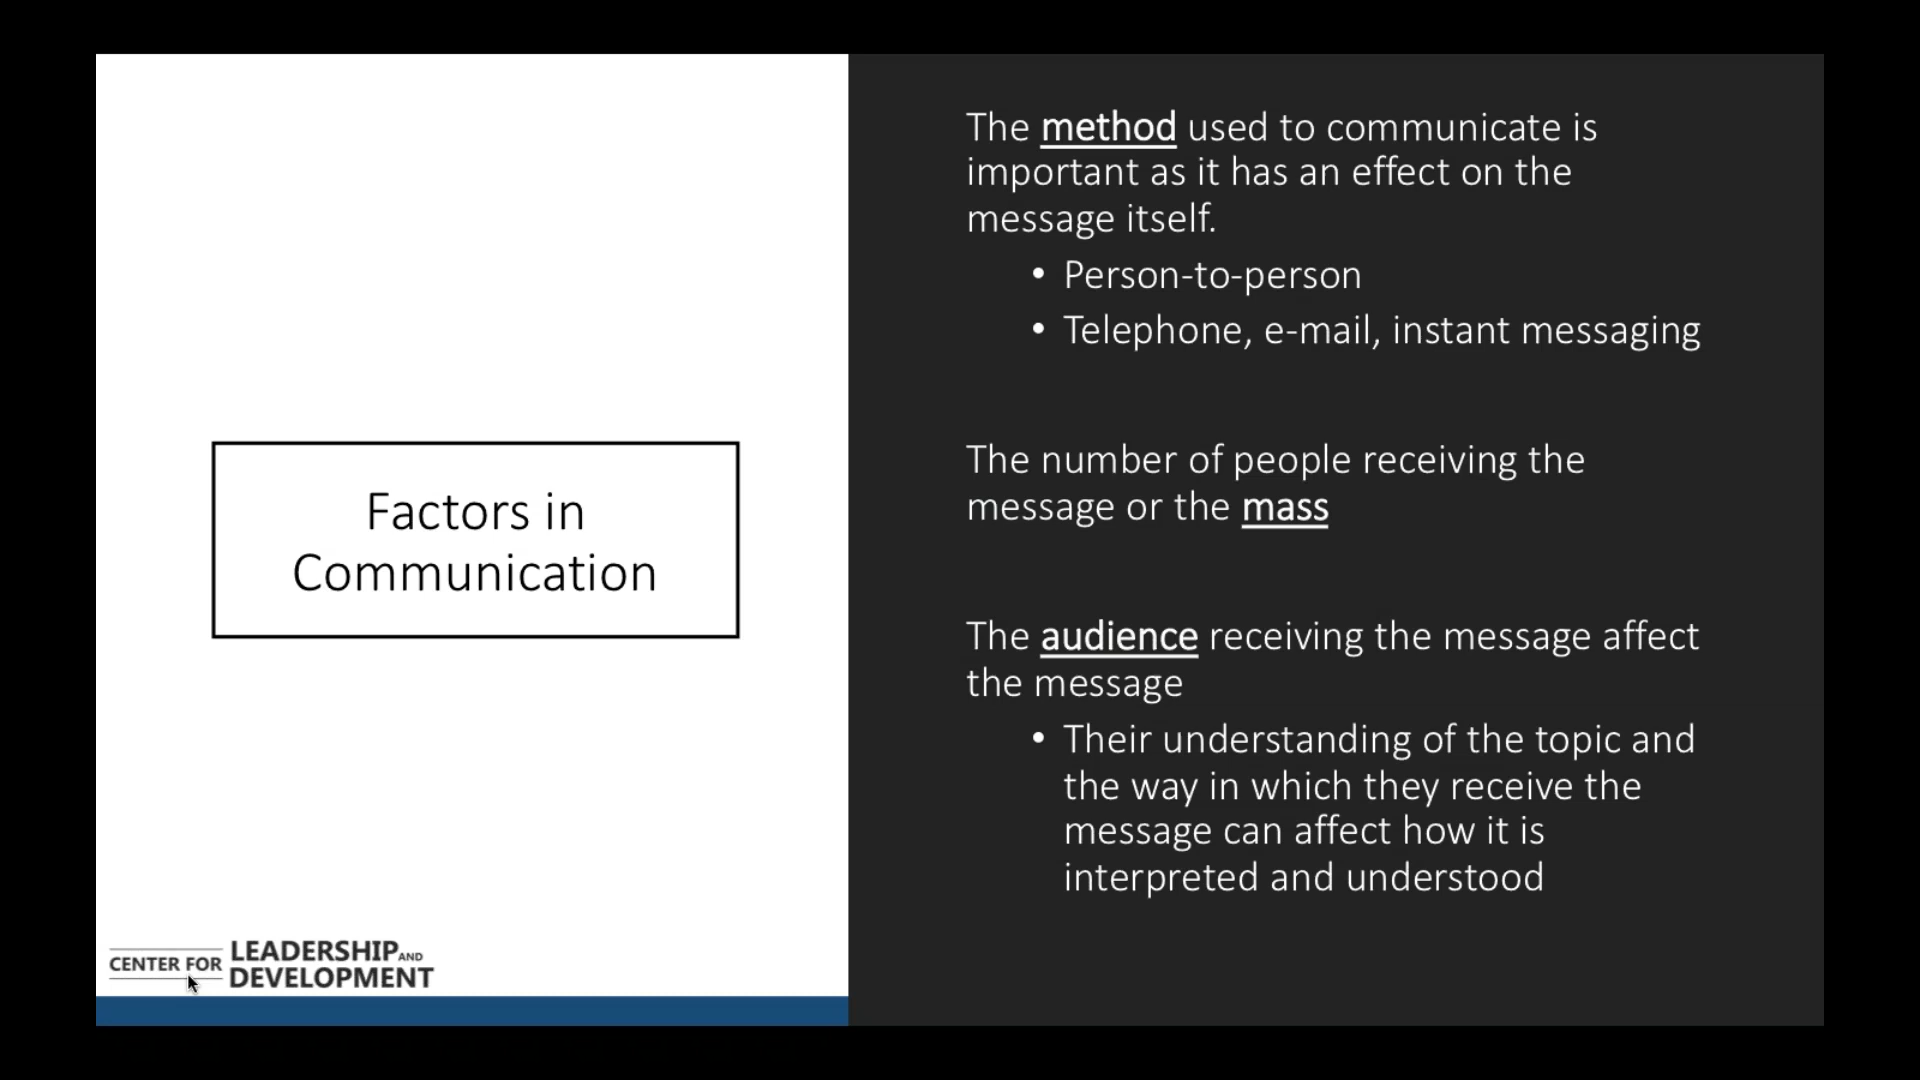 Factors in
Communication
CENTER FOR
LEADERSHIP AND
DEVELOPMENT
The method used to communicate is
important as it has an effect on the
message itself.
• Person-to-person
• Telephone, e-mail, instant messaging
The number of people receiving the
message or the mass
The audience receiving the message affect
the message
• Their understanding of the topic and
the way in which they receive the
message can affect how it is
interpreted and understood